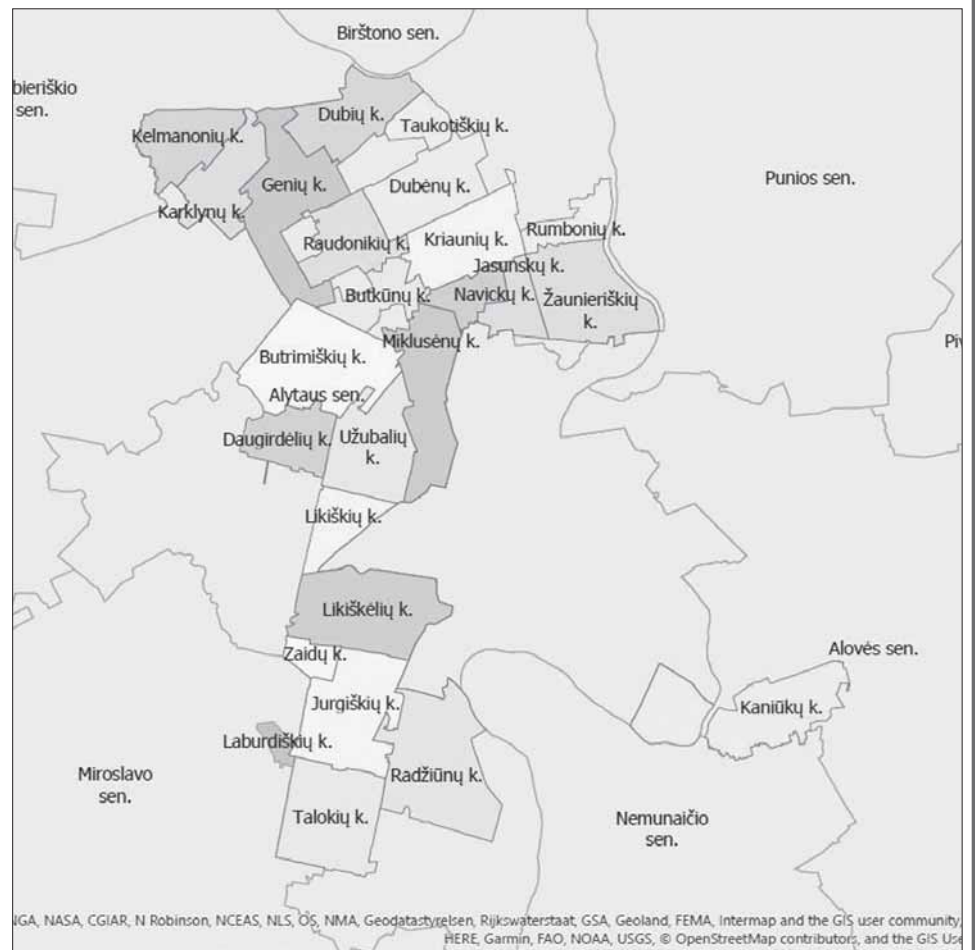 Birštono sen.
bieriškio
sen.
Dubių k.
Kelmanonių k.
Taukotiškių k.
Genių k.
Dubėnų k.
Punios sen.
Karklynų k.
Raudonikių k.
Kriaunių k.
Rumbonių k.
Jasunskų k.
Butkūnų k.
Navickų k.
Žaunieriškių
k.
Miklusėnų k.
Butrimiškių k.
Alytaus sen.
Daugirdėlių k.
Užubalių
k.
Likiškių k.
Likiškėlių k.
Zaidų k.
Alovės sen.
Jurgiškių k.
Kaniūkų k.
Laburdiškių k.
Miroslavo
sen.
Radžiūnų k.
Talokių k.
Nemunaičio
sen.
NGA, NASA, CGIAR, N Robinson, NCEAS, NLS, OS, NMA, Geodatastyrelsen, Rijkswaterstaat, GSA, Geoland, FEMA, Intermap and the GIS user community,
HERE, Garmin, FAO, NOAA, USGS, © OpenStreetMap contributors, and the GIS Use